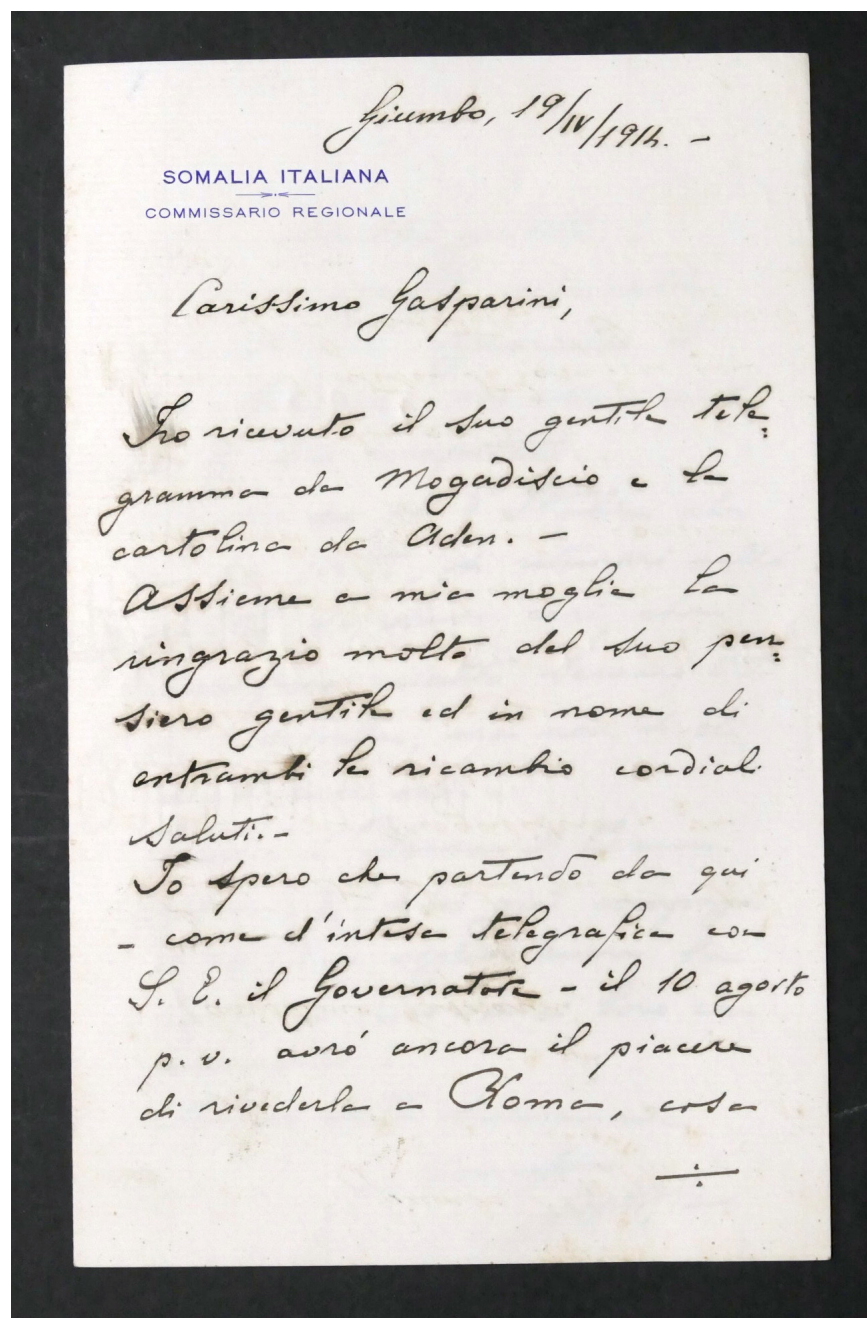 Giumbo, 19/IV/1914. -
SOMALIA ITALIANA
COMMISSARIO REGIONALE
Carissimo Gasparini,
Ho ricevuto il suo gentile tele=
gramma da Mogadiscio e la
cartolina da Aden. -
Assieme a mia moglie La
ringrazio molto del suo pen=
siero gentile ed in nome di
entrambi Le ricambio cordiali
saluti. -
Io spero che partendo da qui
- come d'intesa telegrafica con
S. E. il Governatore - il 10 agosto
p. v. avrò ancora il piacere
di rivederla a Roma, cosa